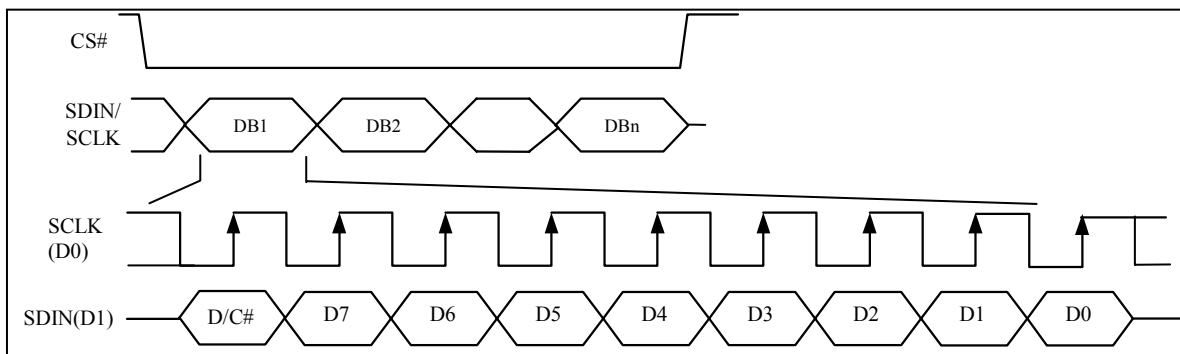 CS#
SDIN/
SCLK
DB1 DB2 DBn
SCLK
(D0)
SDIN(D1) D/C# D7 D6 D5 D4 D3 D2 D1 D0